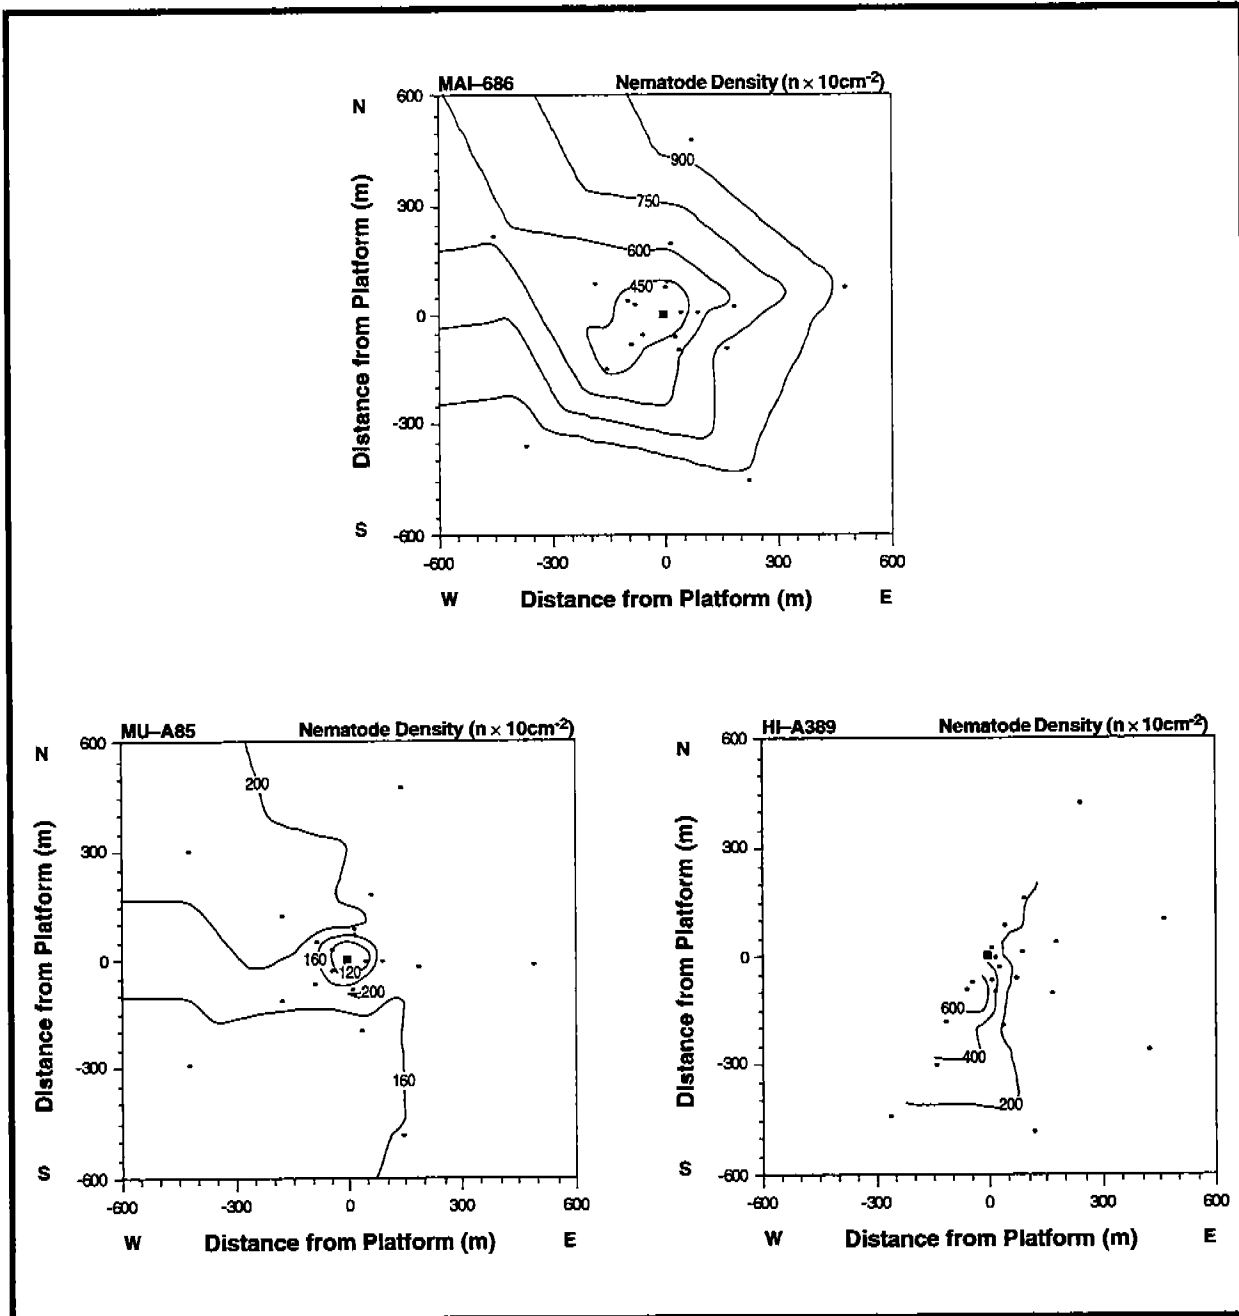 MAI–686 Nematode Density (n × 10cm-2)
N
600
900
750
300
600
450
0
-300
S
-600
-600 -300 0 300 600
W Distance from Platform (m) E
Distance from Platform (m)
MU–A85 Nematode Density (n × 10cm-2)
N
600
200
300
0
160
120
200
-300
160
S
-600
-600 -300 0 300 600
W Distance from Platform (m) E
Distance from Platform (m)
HI–A389 Nematode Density (n × 10cm-2)
N
600
300
0
600
400
-300
200
S
-600
-600 -300 0 300 600
W Distance from Platform (m) E
Distance from Platform (m)